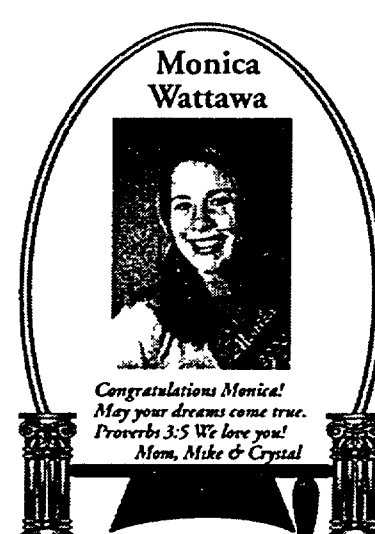 Monica
Wattawa
Congratulations Monica!
May your dreams come true.
Proverbs 3:5 We love you!
Mom, Mike & Crystal